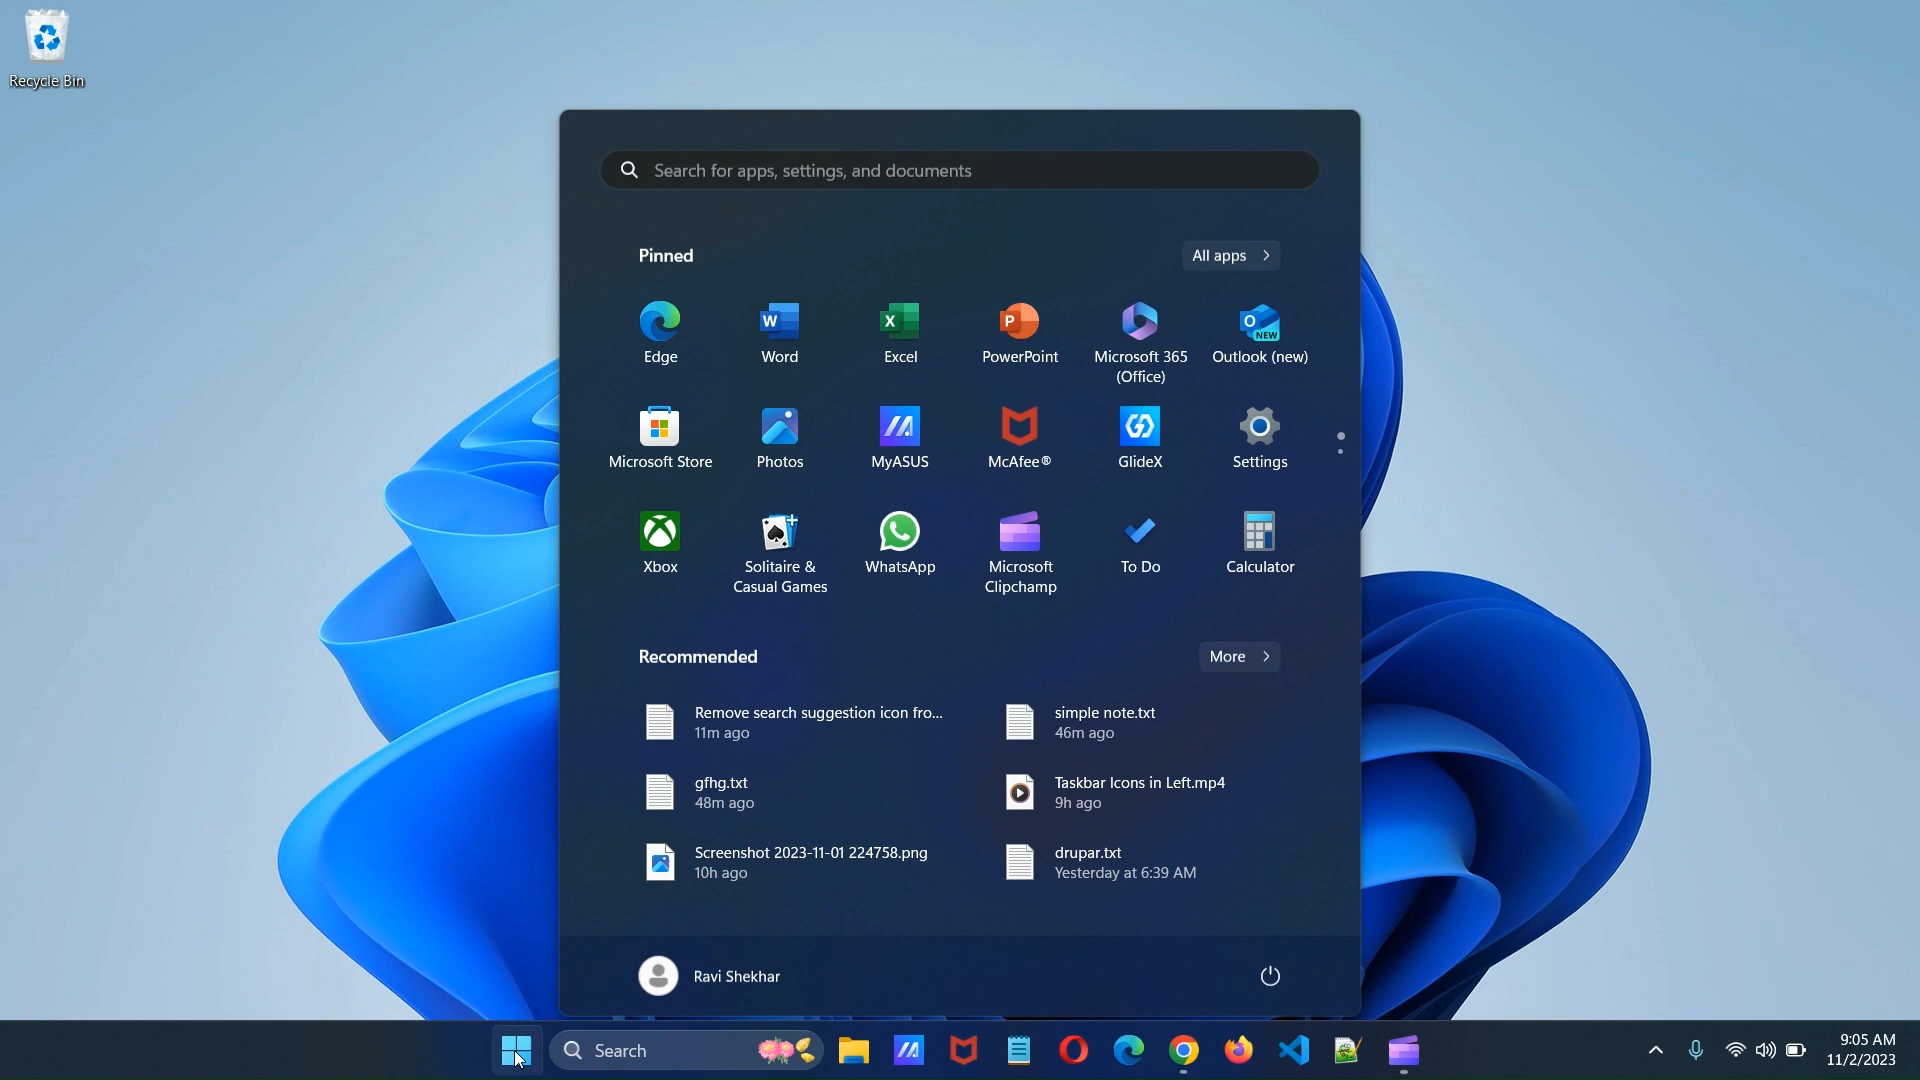 Recycle Bin
Search for apps, settings, and documents
Pinned
All apps
Edge
Word
Excel
PowerPoint
Microsoft 365
(Office)
Outlook (new)
NEW
Microsoft Store
Photos
MyASUS
McAfee®
GlideX
Settings
Xbox
Solitaire &
Casual Games
WhatsApp
Microsoft
Clipchamp
To Do
Calculator
Recommended
More
Remove search suggestion icon fro...
11m ago
simple note.txt
46m ago
gfhg.txt
48m ago
Taskbar Icons in Left.mp4
9h ago
Screenshot 2023-11-01 224758.png
10h ago
drupar.txt
Yesterday at 6:39 AM
Ravi Shekhar
Search
9:05 AM
11/2/2023